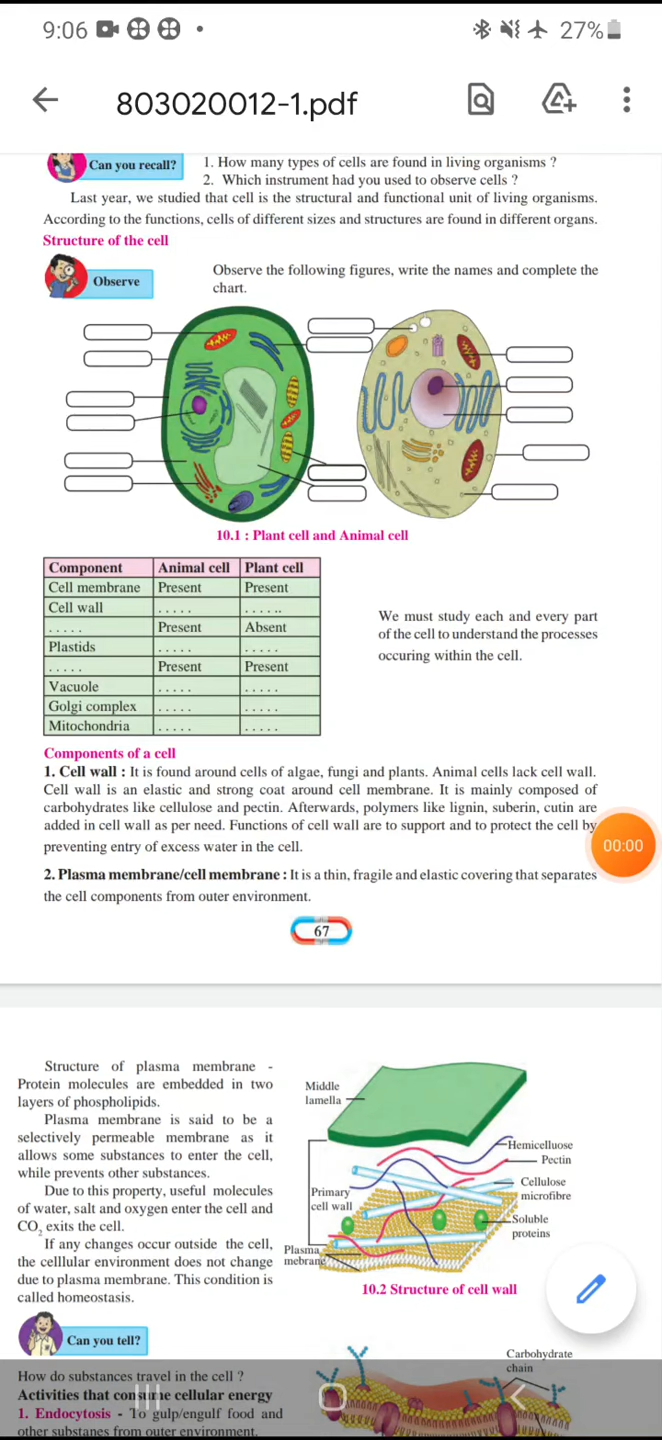 9:06
27%
803020012-1.pdf
Can you recall?
1. How many types of cells are found in living organisms ?
2. Which instrument had you used to observe cells ?
Last year, we studied that cell is the structural and functional unit of living organisms.
According to the functions, cells of different sizes and structures are found in different organs.
Structure of the cell
Observe
Observe the following figures, write the names and complete the
chart.
10.1 : Plant cell and Animal cell
Component Animal cell Plant cell
Cell membrane Present Present
Cell wall ..... ......
..... Present Absent
Plastids ..... .....
..... Present Present
Vacuole ..... .....
Golgi complex ..... .....
Mitochondria ..... .....
We must study each and every part
of the cell to understand the processes
occuring within the cell.
Components of a cell
1. Cell wall : It is found around cells of algae, fungi and plants. Animal cells lack cell wall.
Cell wall is an elastic and strong coat around cell membrane. It is mainly composed of
carbohydrates like cellulose and pectin. Afterwards, polymers like lignin, suberin, cutin are
added in cell wall as per need. Functions of cell wall are to support and to protect the cell by
preventing entry of excess water in the cell.
00:00
2. Plasma membrane/cell membrane : It is a thin, fragile and elastic covering that separates
the cell components from outer environment.
67
Structure of plasma membrane -
Protein molecules are embedded in two
layers of phospholipids.
Plasma membrane is said to be a
selectively permeable membrane as it
allows some substances to enter the cell,
while prevents other substances.
Due to this property, useful molecules
of water, salt and oxygen enter the cell and
CO₂ exits the cell.
If any changes occur outside the cell,
the celllular environment does not change
due to plasma membrane. This condition is
called homeostasis.
Middle
lamella
Hemicelluose
Pectin
Cellulose
microfibre
Primary
cell wall
Soluble
proteins
Plasma
mebrane
10.2 Structure of cell wall
Can you tell?
How do substances travel in the cell ?
Activities that consume cellular energy
1. Endocytosis - To gulp/engulf food and
other substanes from outer environment.
Carbohydrate
chain